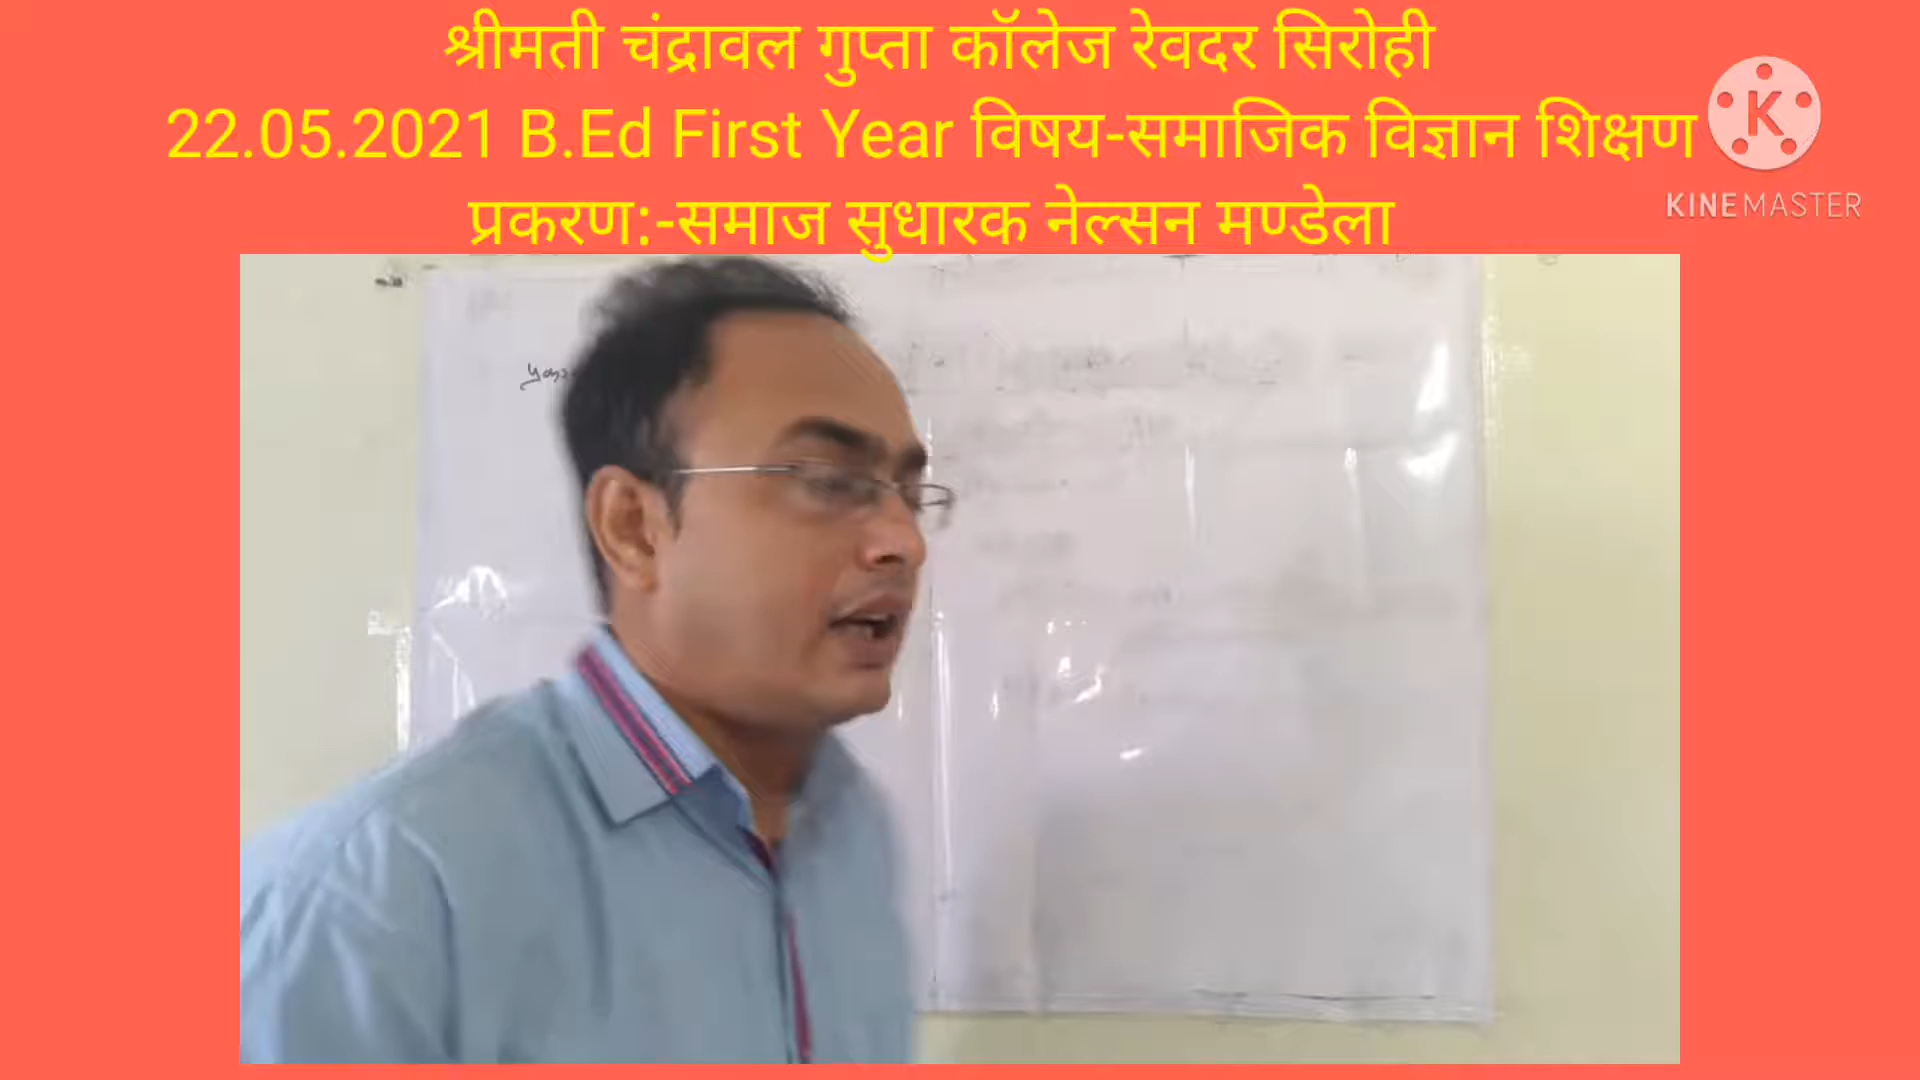 श्रीमती चंद्रावल गुप्ता कॉलेज रेवदर सिरोही
22.05.2021 B.Ed First Year विषय-समाजिक विज्ञान शिक्षण
प्रकरण:-समाज सुधारक नेल्सन मण्डेला
K
KINEMASTER